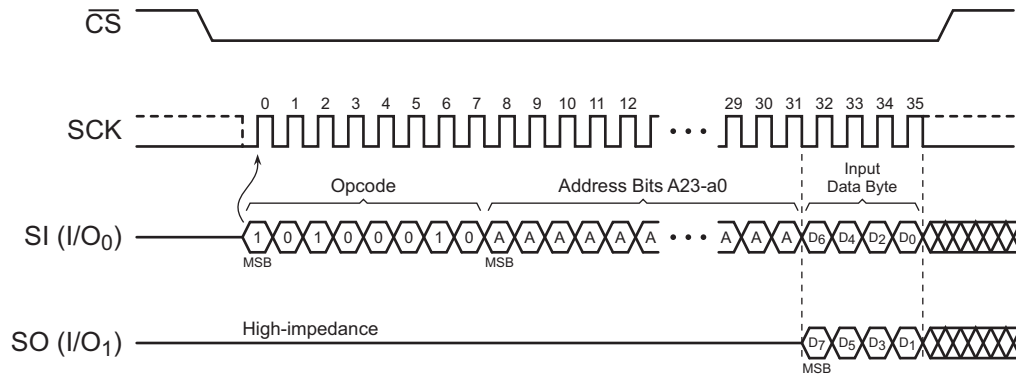 CS
0 1 2 3 4 5 6 7 8 9 10 11 12 29 30 31 32 33 34 35
SCK
Opcode Address Bits A23-a0 Input
Data Byte
SI (I/O0) 1 0 1 0 0 0 1 0 A A A A A A A A A D6 D4 D2 D0
MSB MSB
High-impedance
SO (I/O1) D7 D5 D3 D1
MSB